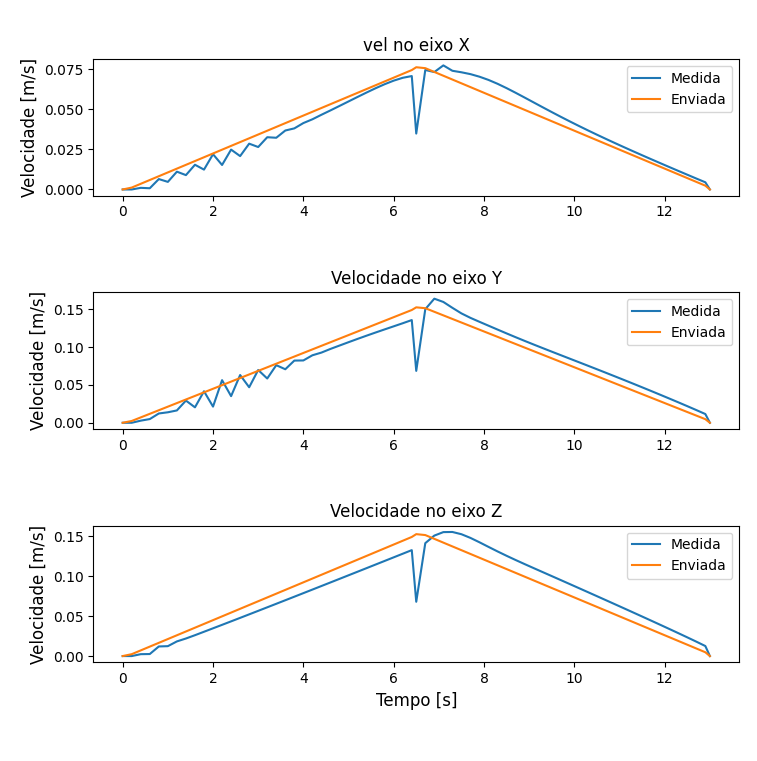 vel no eixo X
Velocidade [m/s]
0.075
0.050
0.025
0.000
0 2 4 6 8 10 12
Medida
Enviada
Velocidade no eixo Y
Velocidade [m/s]
0.15
0.10
0.05
0.00
0 2 4 6 8 10 12
Medida
Enviada
Velocidade no eixo Z
Velocidade [m/s]
0.15
0.10
0.05
0.00
0 2 4 6 8 10 12
Medida
Enviada
Tempo [s]